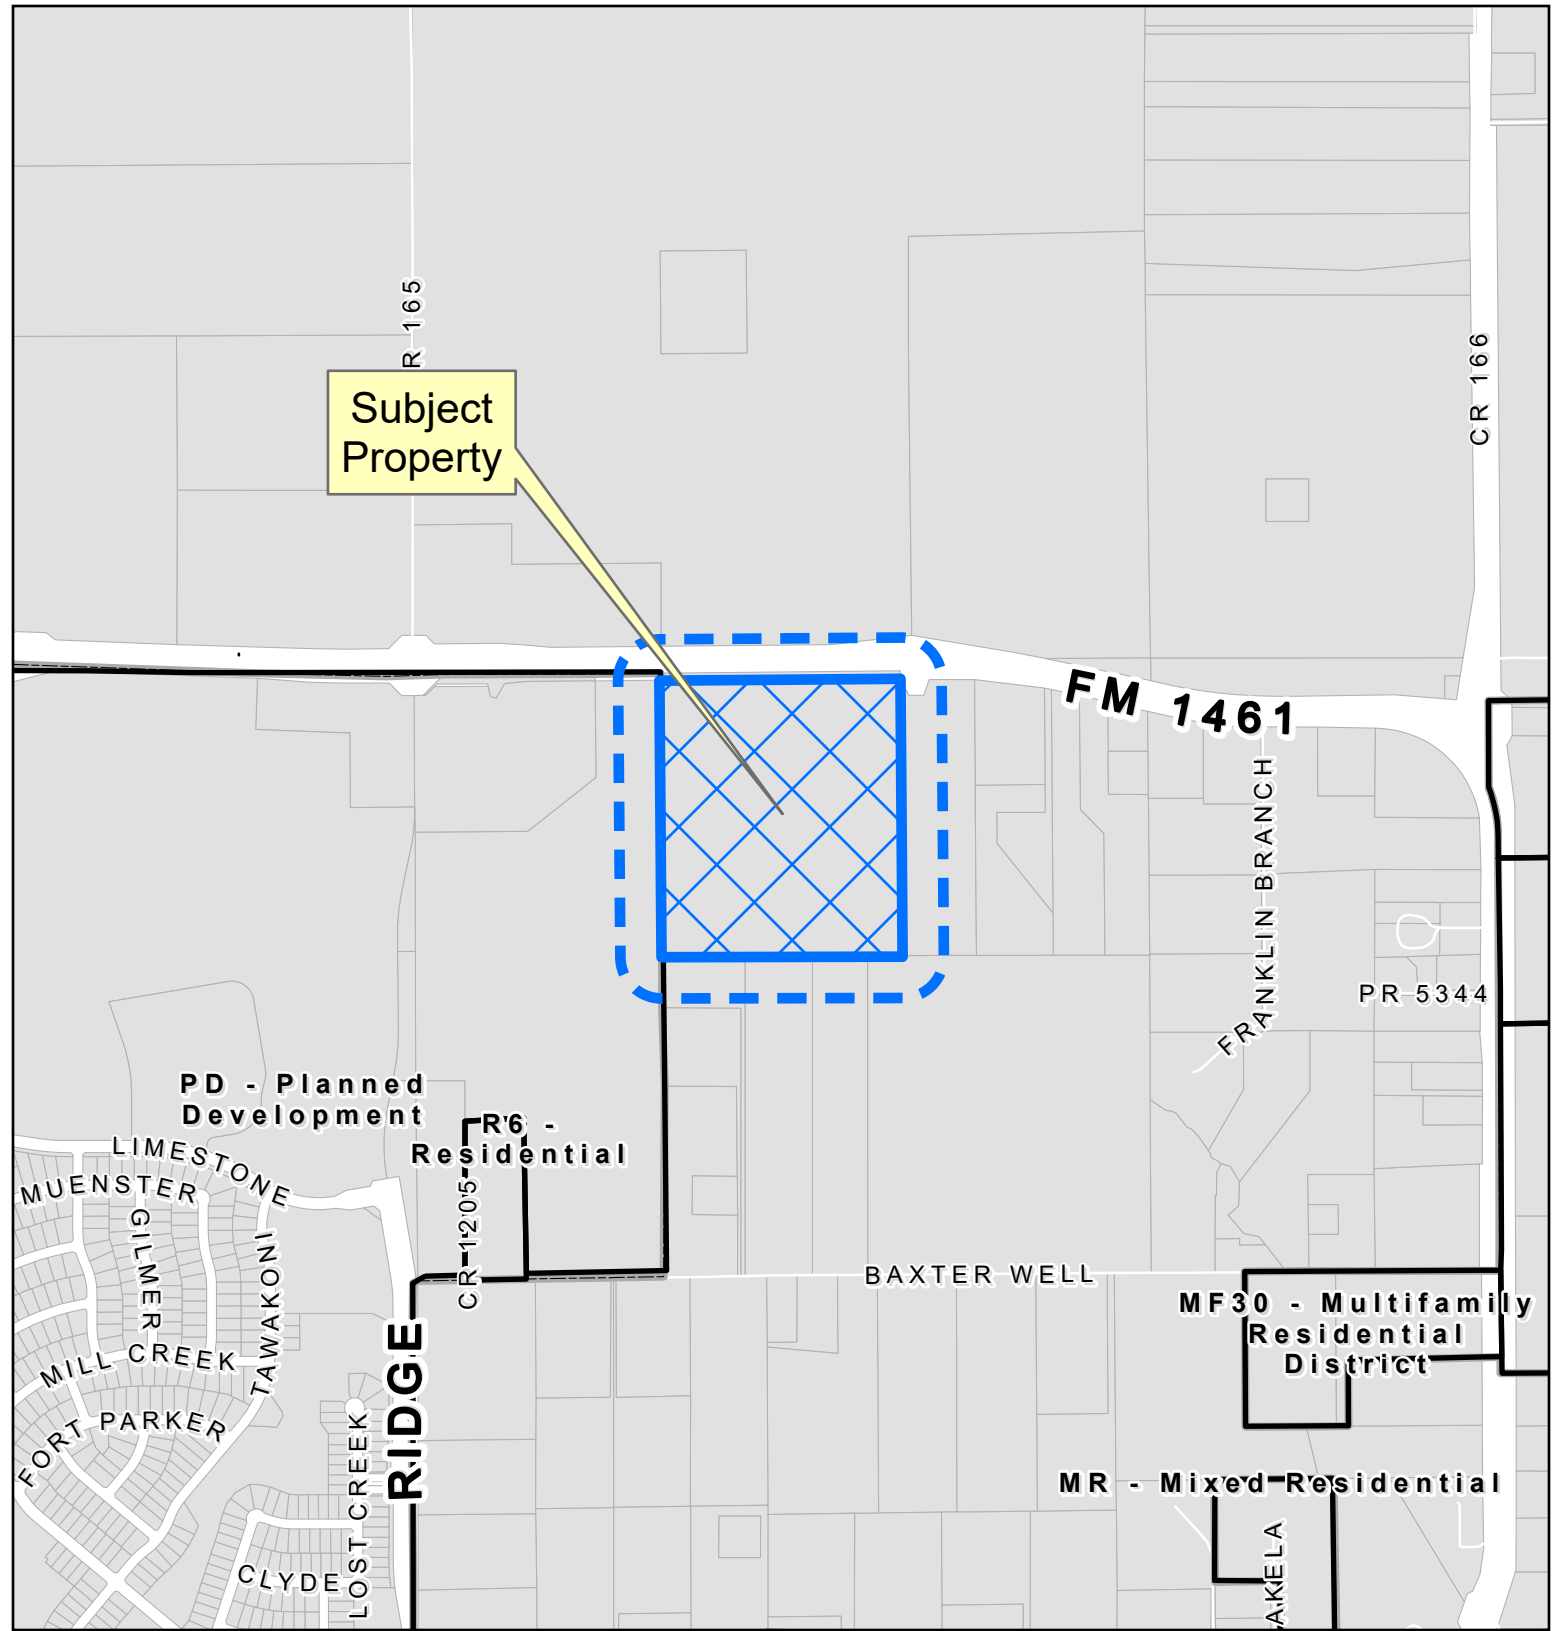 R 165
CR 166
Subject
Property
FM 1461
FRANKLIN BRANCH
PR 5344
PD - Planned
Development
R6 -
Residential
LIMESTONE
MUENSTER
GILMER
TAWAKONI
CR 1205
BAXTER WELL
MF30 - Multifamily
Residential
District
MILL CREEK
RIDGE
FORT PARKER
LOST CREEK
MR - Mixed Residential
CLYDE
AKELA